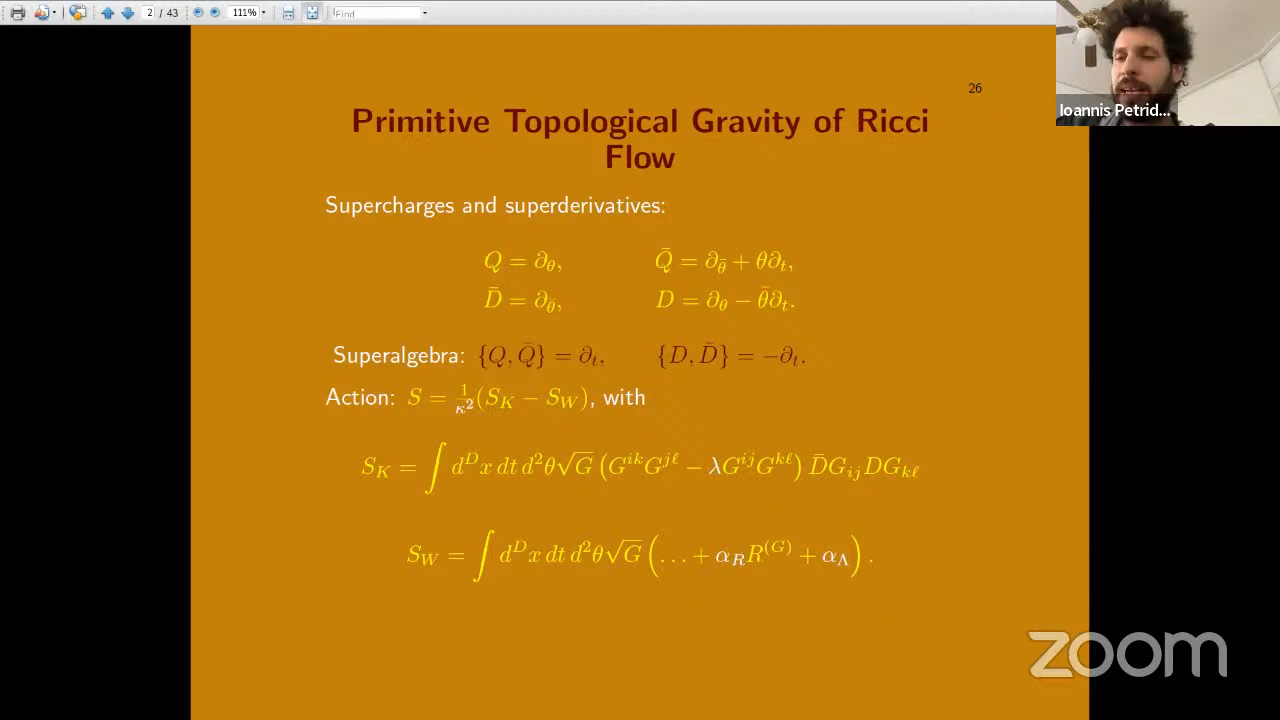 2 / 43
111%
Find
Ioannis Petrid...
26
Primitive Topological Gravity of Ricci
Flow
Supercharges and superderivatives:
Q = ∂_θ, Q̄ = ∂_θ̄ + θ∂_t,
D̄ = ∂_θ̄, D = ∂_θ − θ̄∂_t.
Superalgebra: {Q, Q̄} = ∂_t, {D, D̄} = −∂_t.
Action: S = 1/κ² (S_K − S_W), with
S_K = ∫ d^D x dt d²θ√G (G^{ik}G^{jℓ} − λG^{ij}G^{kℓ}) D̄G_{ij}DG_{kℓ}
S_W = ∫ d^D x dt d²θ√G (… + α_R R^{(G)} + α_Λ).
zoom